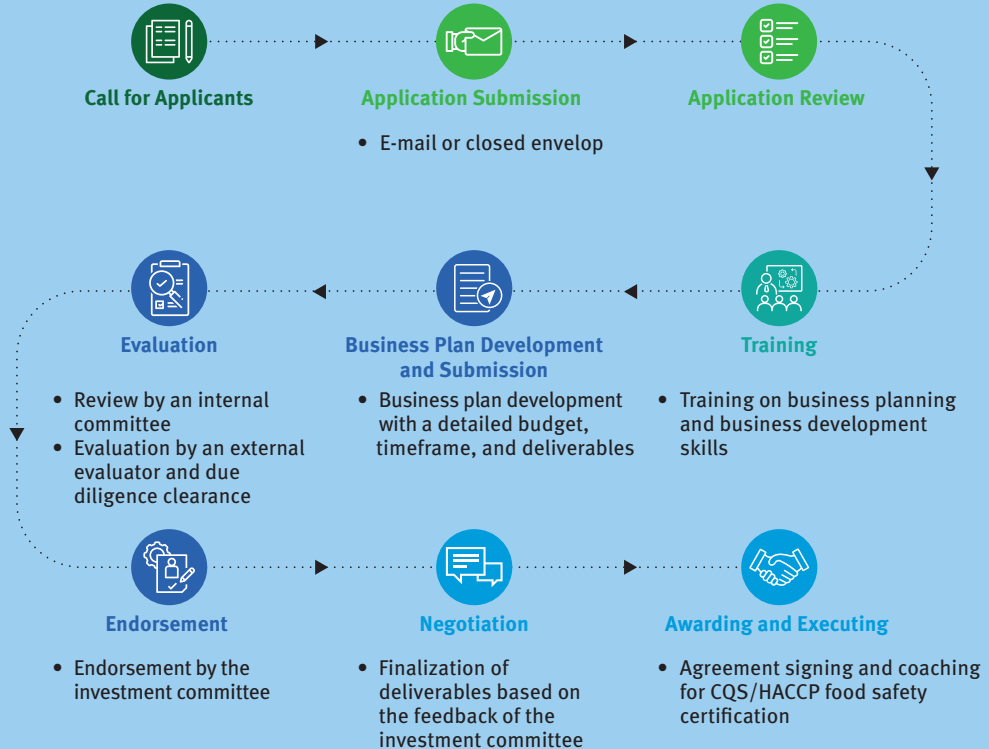 Call for Applicants
Application Submission
• E-mail or closed envelop
Application Review
Training
• Training on business planning
and business development
skills
Business Plan Development
and Submission
• Business plan development
with a detailed budget,
timeframe, and deliverables
Evaluation
• Review by an internal
committee
• Evaluation by an external
evaluator and due
diligence clearance
Endorsement
• Endorsement by the
investment committee
Negotiation
• Finalization of
deliverables based on
the feedback of the
investment committee
Awarding and Executing
• Agreement signing and coaching
for CQS/HACCP food safety
certification